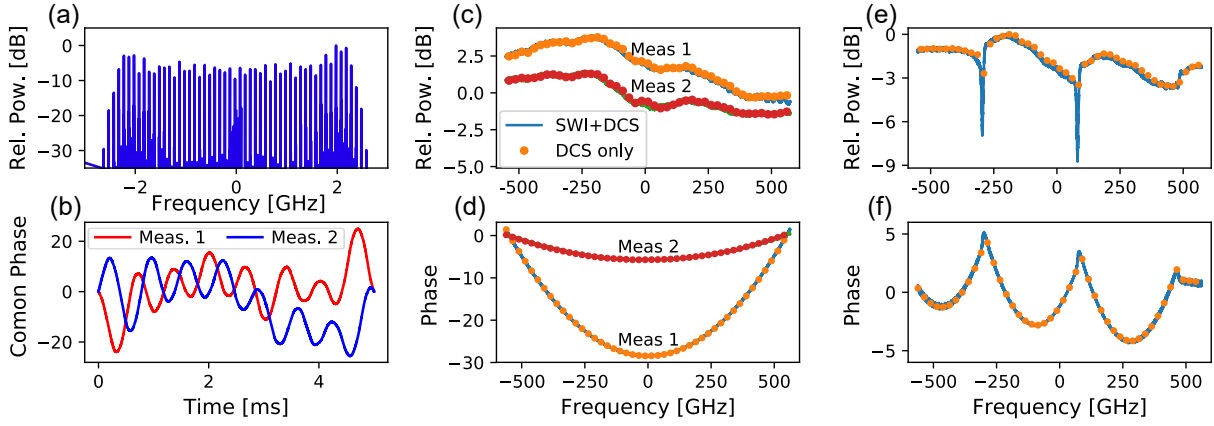 (a)
Rel. Pow. [dB]
0
−10
−20
−30
−2
0
2
Frequency [GHz]
(b)
Comon Phase
20
0
−20
Meas. 1
Meas. 2
0
2
4
Time [ms]
(c)
Rel. Pow. [dB]
2.5
0.0
−2.5
−5.0
Meas 1
Meas 2
SWI+DCS
DCS only
−500
−250
0
250
500
(d)
Phase
0
−10
−20
−30
Meas 2
Meas 1
−500
−250
0
250
500
Frequency [GHz]
(e)
Rel. Pow. [dB]
0
−3
−6
−9
−500
−250
0
250
500
(f)
Phase
5
0
−5
−500
−250
0
250
500
Frequency [GHz]